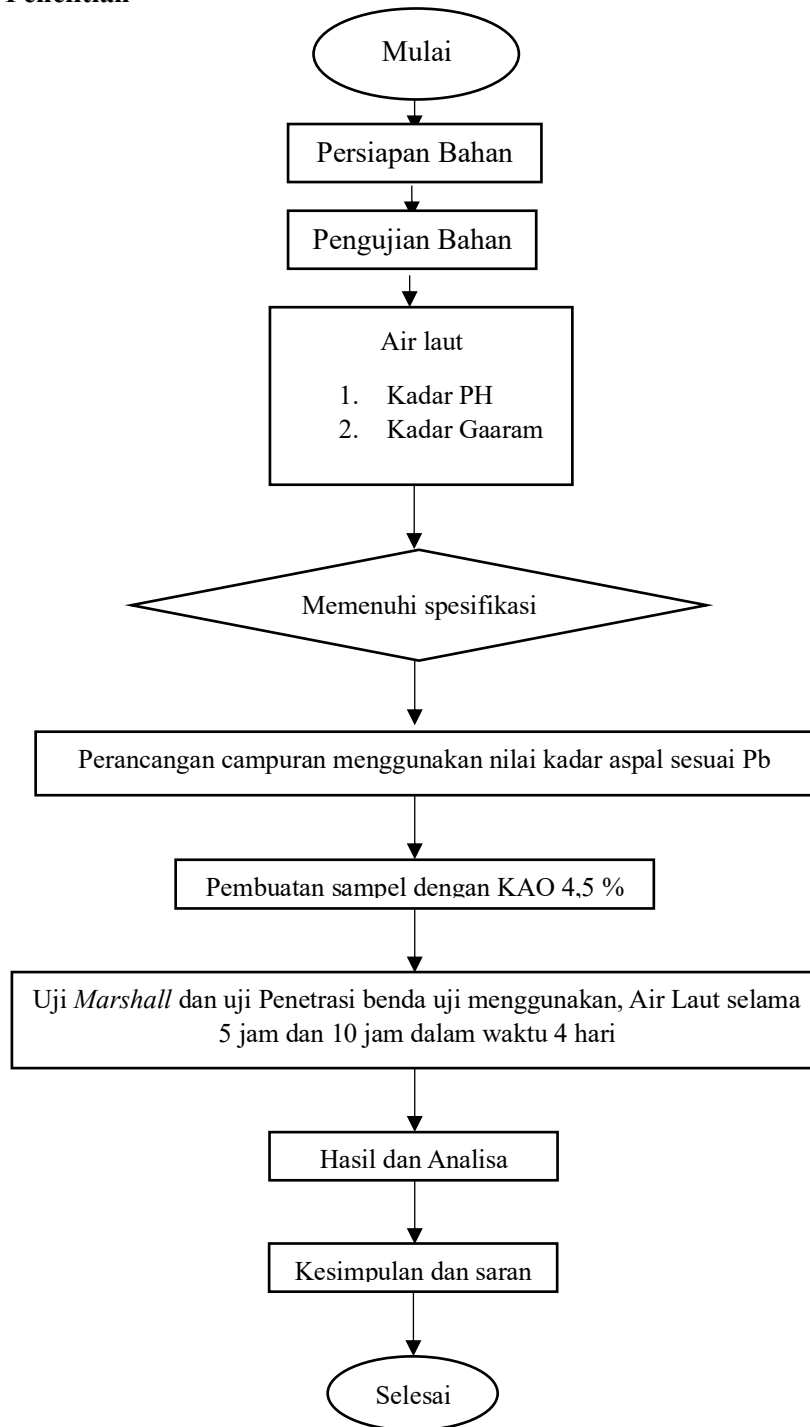 Penelitian
Mulai
Persiapan Bahan
Pengujian Bahan
Air laut
1. Kadar PH
2. Kadar Gaaram
Memenuhi spesifikasi
Perancangan campuran menggunakan nilai kadar aspal sesuai Pb
Pembuatan sampel dengan KAO 4,5 %
Uji Marshall dan uji Penetrasi benda uji menggunakan, Air Laut selama
5 jam dan 10 jam dalam waktu 4 hari
Hasil dan Analisa
Kesimpulan dan saran
Selesai